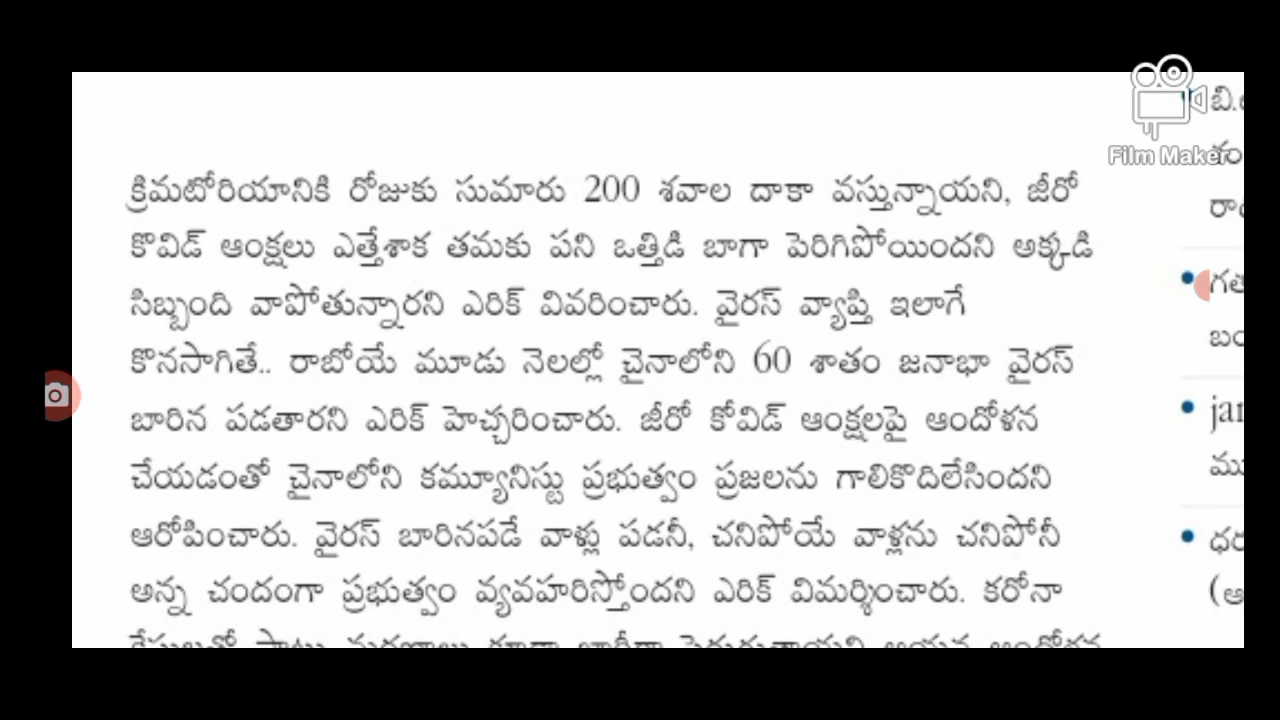 క్రిమటోరియానికి రోజుకు సుమారు 200 శవాల దాకా వస్తున్నాయని, జీరో
కొవిడ్ ఆంక్షలు ఎత్తేశాక తమకు పని ఒత్తిడి బాగా పెరిగిపోయిందని అక్కడి
సిబ్బంది వాపోతున్నారని ఎరిక్ వివరించారు. వైరస్ వ్యాప్తి ఇలాగే
కొనసాగితే.. రాబోయే మూడు నెలల్లో చైనాలోని 60 శాతం జనాభా వైరస్
బారిన పడతారని ఎరిక్ హెచ్చరించారు. జీరో కోవిడ్ ఆంక్షలపై ఆందోళన
చేయడంతో చైనాలోని కమ్యూనిస్టు ప్రభుత్వం ప్రజలను గాలికొదిలేసిందని
ఆరోపించారు. వైరస్ బారినపడే వాళ్లు పడనీ, చనిపోయే వాళ్లను చనిపోనీ
అన్న చందంగా ప్రభుత్వం వ్యవహరిస్తోందని ఎరిక్ విమర్శించారు. కరోనా
Film Maker